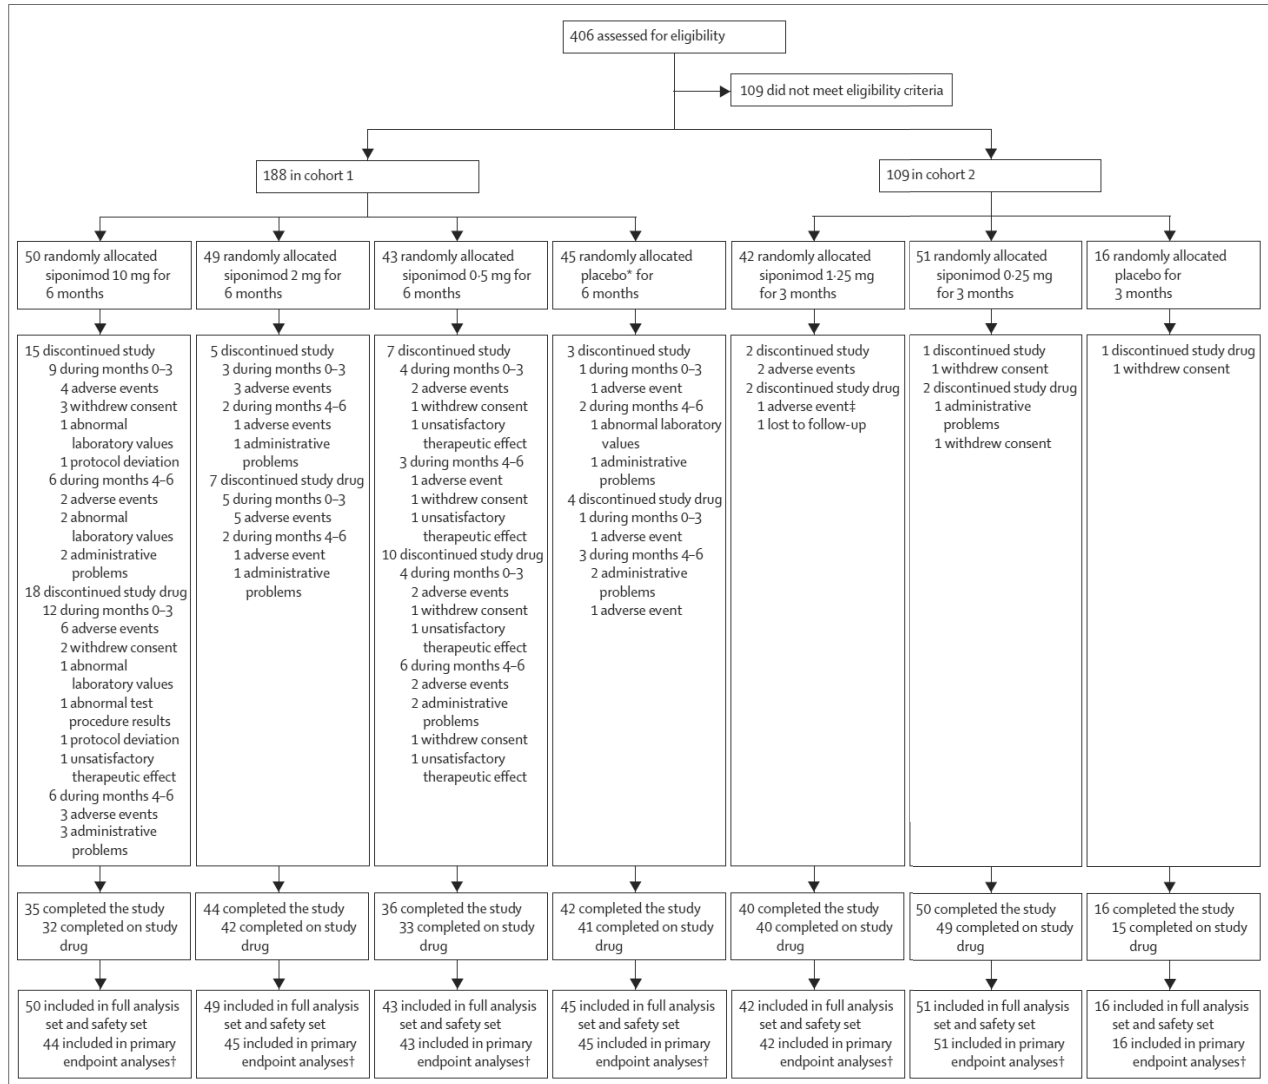 406 assessed for eligibility
109 did not meet eligibility criteria
188 in cohort 1
109 in cohort 2
50 randomly allocated
siponimod 10 mg for
6 months
49 randomly allocated
siponimod 2 mg for
6 months
43 randomly allocated
siponimod 0·5 mg for
6 months
45 randomly allocated
placebo* for
6 months
42 randomly allocated
siponimod 1·25 mg
for 3 months
51 randomly allocated
siponimod 0·25 mg
for 3 months
16 randomly allocated
placebo for
3 months
15 discontinued study
9 during months 0–3
4 adverse events
3 withdrew consent
1 abnormal
laboratory values
1 protocol deviation
6 during months 4–6
2 adverse events
2 abnormal
laboratory values
2 administrative
problems
18 discontinued study drug
12 during months 0–3
6 adverse events
2 withdrew consent
1 abnormal
laboratory values
1 abnormal test
procedure results
1 protocol deviation
1 unsatisfactory
therapeutic effect
6 during months 4–6
3 adverse events
3 administrative
problems
5 discontinued study
3 during months 0–3
3 adverse events
2 during months 4–6
1 adverse events
1 administrative
problems
7 discontinued study drug
5 during months 0–3
5 adverse events
2 during months 4–6
1 adverse event
1 administrative
problems
7 discontinued study
4 during months 0–3
2 adverse events
1 withdrew consent
1 unsatisfactory
therapeutic effect
3 during months 4–6
1 adverse event
1 withdrew consent
1 unsatisfactory
therapeutic effect
10 discontinued study drug
4 during months 0–3
2 adverse events
1 withdrew consent
1 unsatisfactory
therapeutic effect
6 during months 4–6
2 adverse events
2 administrative
problems
1 withdrew consent
1 unsatisfactory
therapeutic effect
3 discontinued study
1 during months 0–3
1 adverse event
2 during months 4–6
1 abnormal laboratory
values
1 administrative
problems
4 discontinued study drug
1 during months 0–3
1 adverse event
3 during months 4–6
2 administrative
problems
1 adverse event
2 discontinued study
2 adverse events
2 discontinued study drug
1 adverse event‡
1 lost to follow-up
1 discontinued study
1 withdrew consent
2 discontinued study drug
1 administrative
problems
1 withdrew consent
1 discontinued study drug
1 withdrew consent
35 completed the study
32 completed on study
drug
44 completed the study
42 completed on study
drug
36 completed the study
33 completed on study
drug
42 completed the study
41 completed on study
drug
40 completed the study
40 completed on study
drug
50 completed the study
49 completed on study
drug
16 completed the study
15 completed on study
drug
50 included in full analysis
set and safety set
44 included in primary
endpoint analyses†
49 included in full analysis
set and safety set
45 included in primary
endpoint analyses†
43 included in full analysis
set and safety set
43 included in primary
endpoint analyses†
45 included in full analysis
set and safety set
45 included in primary
endpoint analyses†
42 included in full analysis
set and safety set
42 included in primary
endpoint analyses†
51 included in full analysis
set and safety set
51 included in primary
endpoint analyses†
16 included in full analysis
set and safety set
16 included in primary
endpoint analyses†